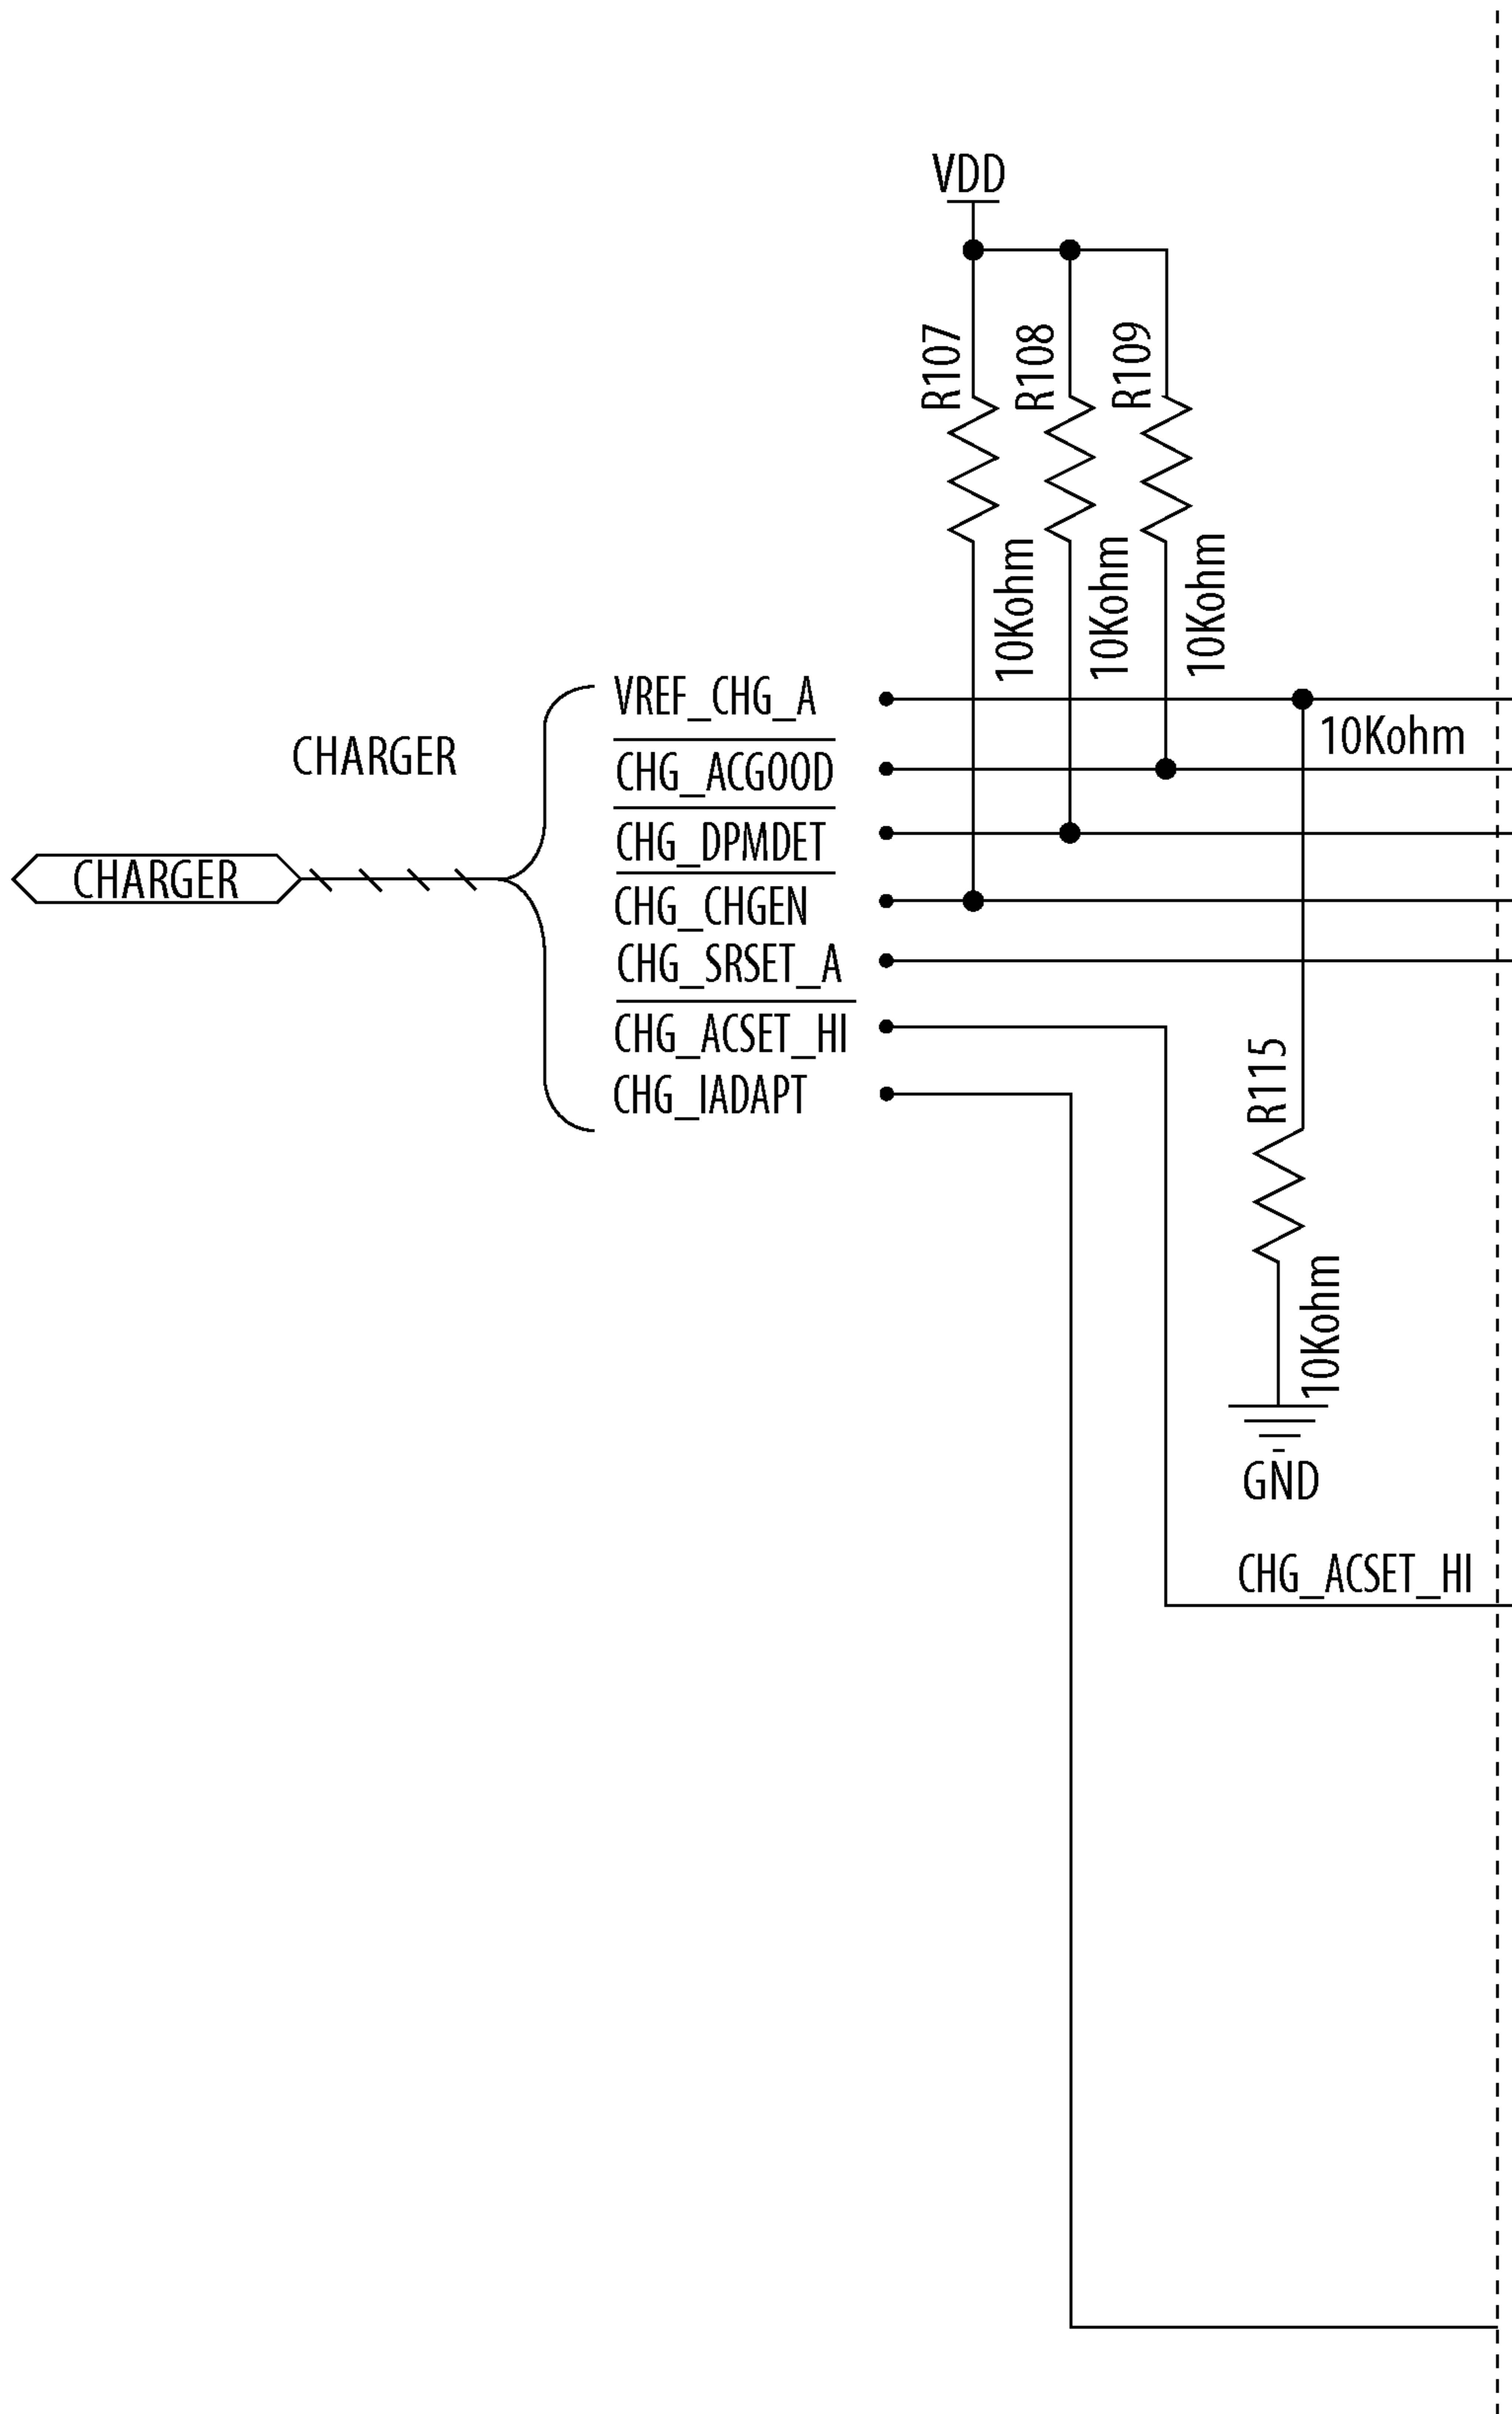 VDD
R107
R108
R109
10Kohm
10Kohm
10Kohm
VREF_CHG_A
10Kohm
CHARGER
CHG_ACGOOD
CHG_DPMDET
CHARGER
CHG_CHGEN
CHG_SRSET_A
CHG_ACSET_HI
CHG_IADAPT
R115
10Kohm
GND
CHG_ACSET_HI